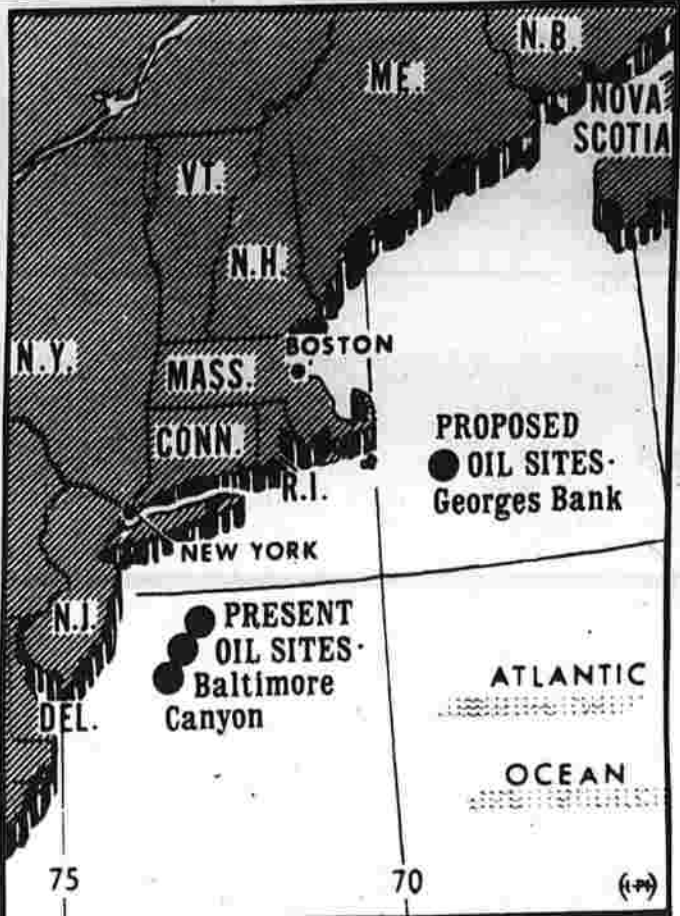 N.B.
ME.
NOVA
SCOTIA
VT.
N.H.
N.Y.
BOSTON
MASS.
CONN.
R.I.
PROPOSED
OIL SITES·
Georges Bank
NEW YORK
N.J.
PRESENT
OIL SITES·
Baltimore
Canyon
DEL.
ATLANTIC
OCEAN
75
70